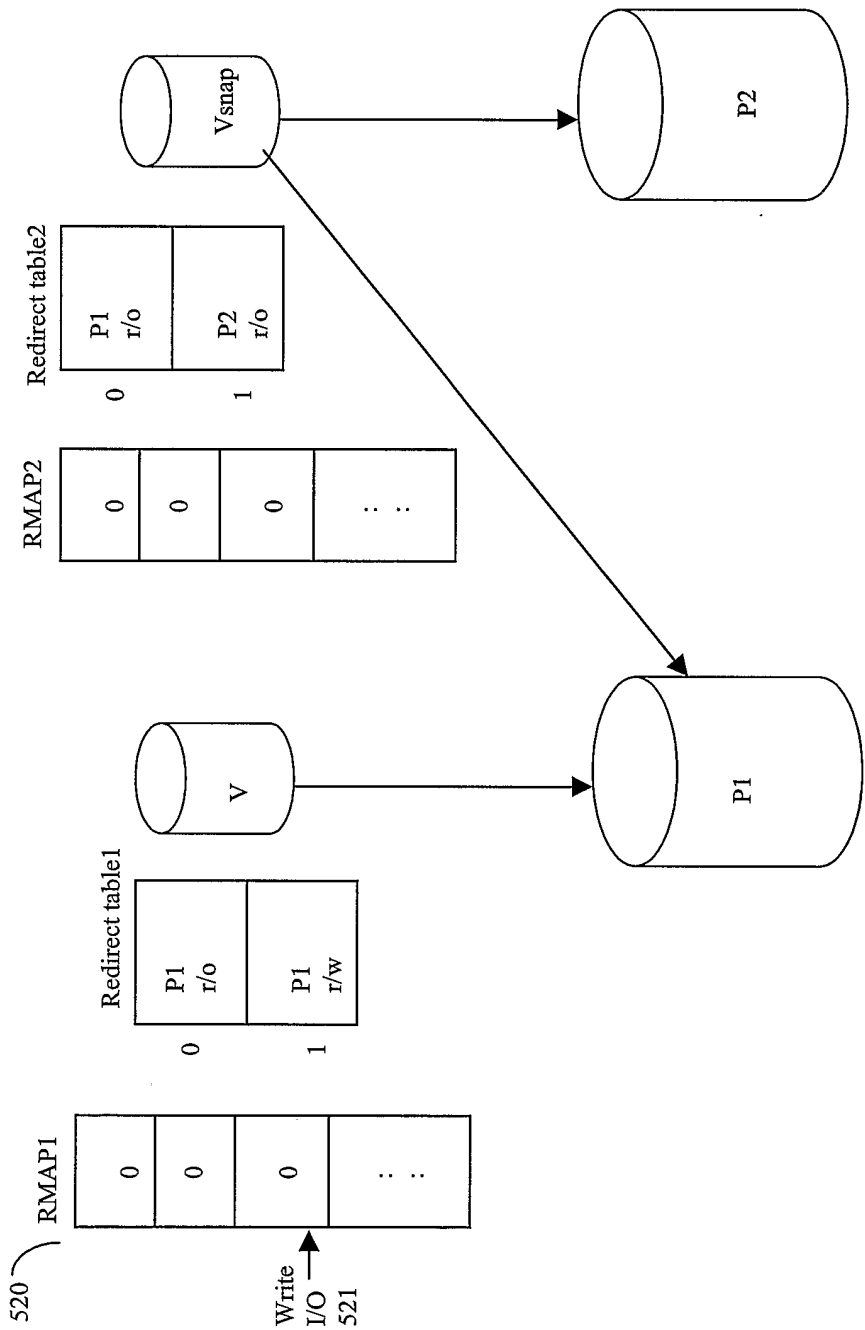 520
RMAP1
0
0
0
: :
Write
I/O
521
Redirect table1
0
P1
r/o
1
P1
r/w
V
P1
RMAP2
0
0
0
: :
Redirect table2
0
P1
r/o
1
P2
r/o
Vsnap
P2